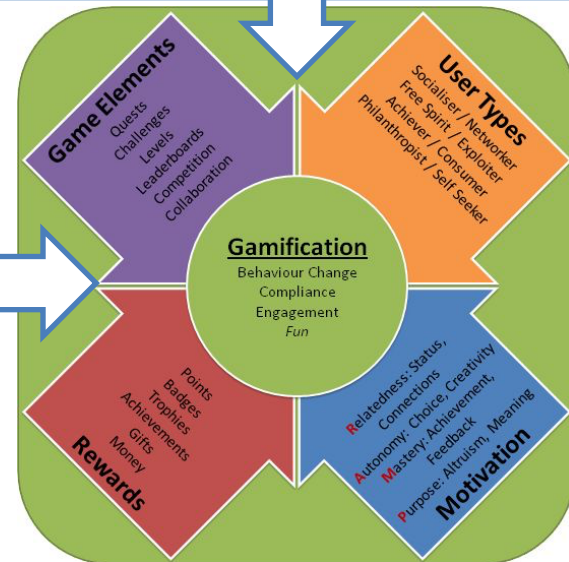 Game Elements
Quests
Challenges
Levels
Leaderboards
Competition
Collaboration
User Types
Socialiser / Networker
Free Spirit / Exploiter
Achiever / Consumer
Philanthropist / Self Seeker
Gamification
Behaviour Change
Compliance
Engagement
Fun
Points
Badges
Trophies
Achievements
Gifts
Money
Rewards
Relatedness: Status,
Connections
Autonomy: Choice, Creativity
Mastery: Achievement,
Feedback
Purpose: Altruism, Meaning
Motivation